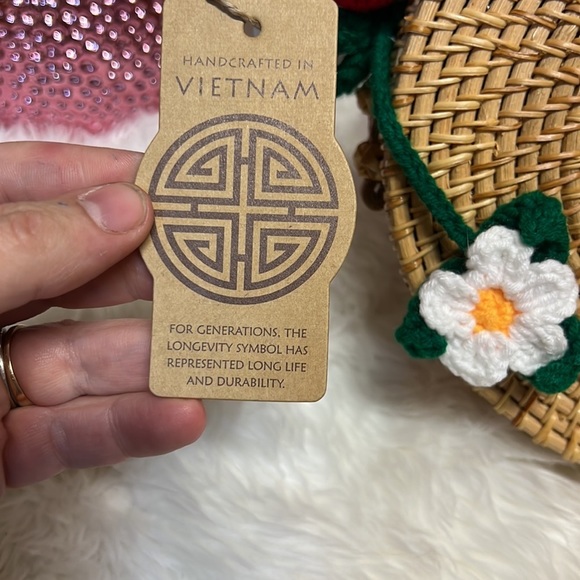 HANDCRAFTED IN
VIETNAM
FOR GENERATIONS, THE
LONGEVITY SYMBOL HAS
REPRESENTED LONG LIFE
AND DURABILITY.